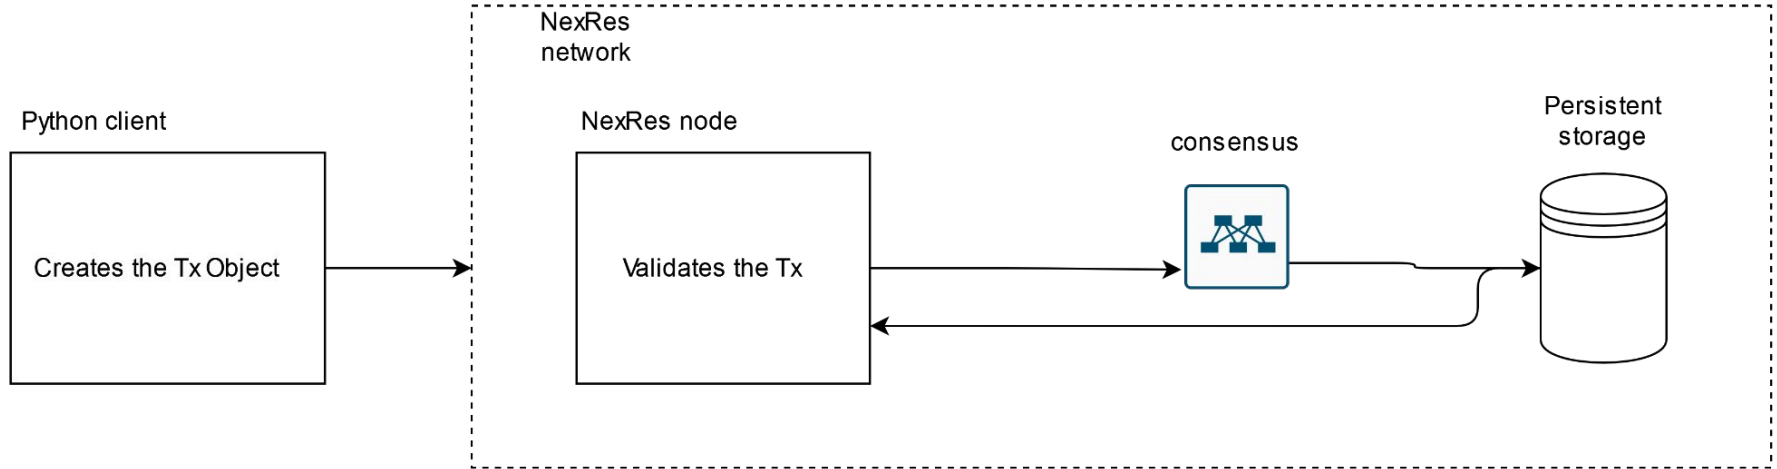 NexRes
network
Python client
NexRes node
Persistent
storage
consensus
Creates the Tx Object
Validates the Tx